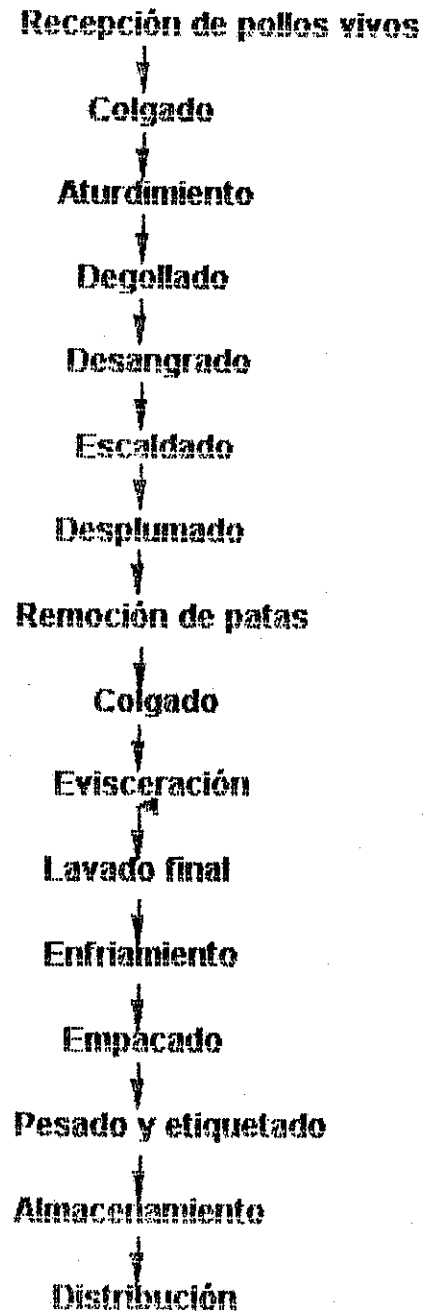 Recepción de pollos vivos
Colgado
Aturdimiento
Degollado
Desangrado
Escaldado
Desplumado
Remoción de patas
Colgado
Evisceración
Lavado final
Enfriamiento
Empacado
Pesado y etiquetado
Almacenamiento
Distribución